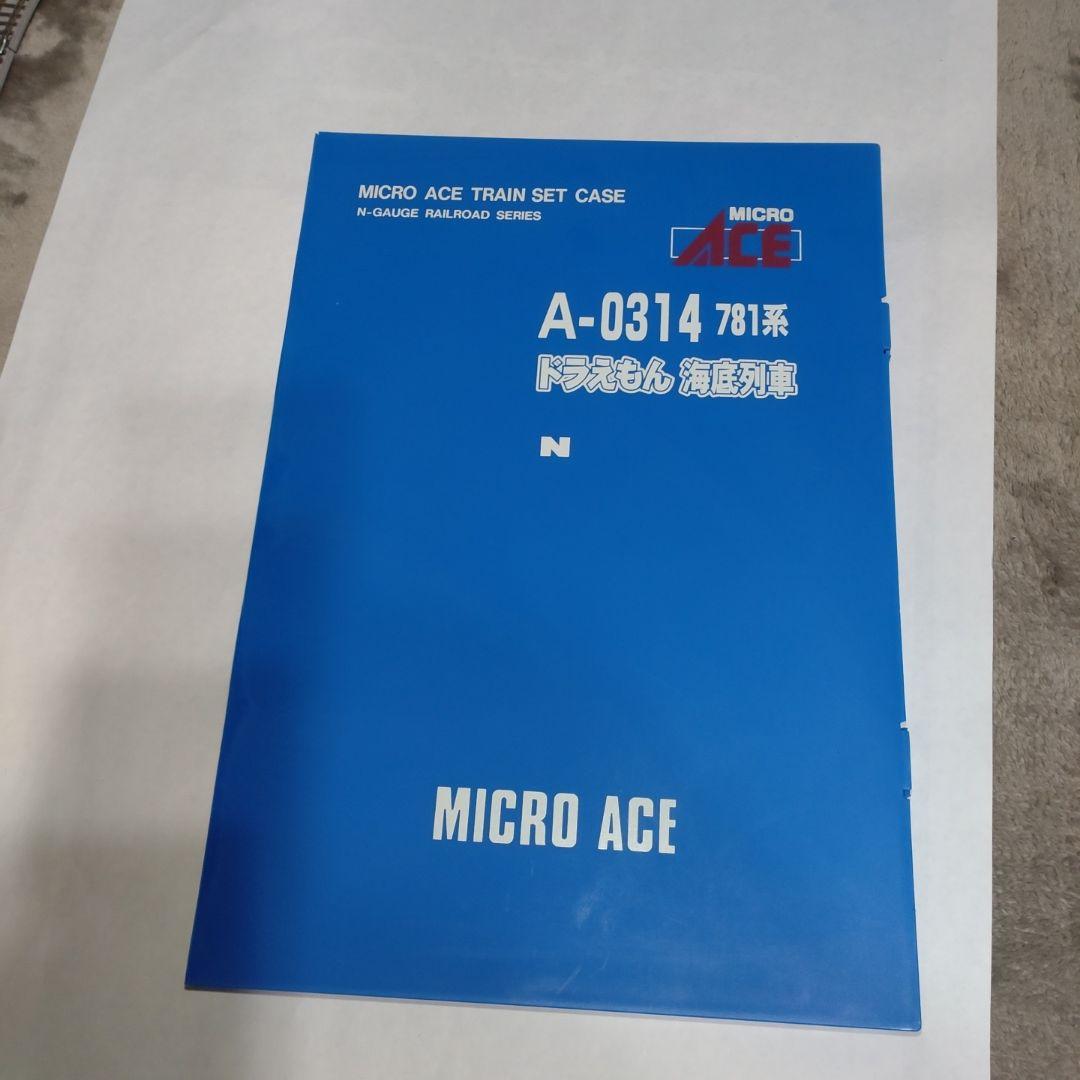 MICRO ACE TRAIN SET CASE
N-GAUGE RAILROAD SERIES
MICRO
ACE
A-0314 781系
ドラえもん 海底列車
N
MICRO ACE